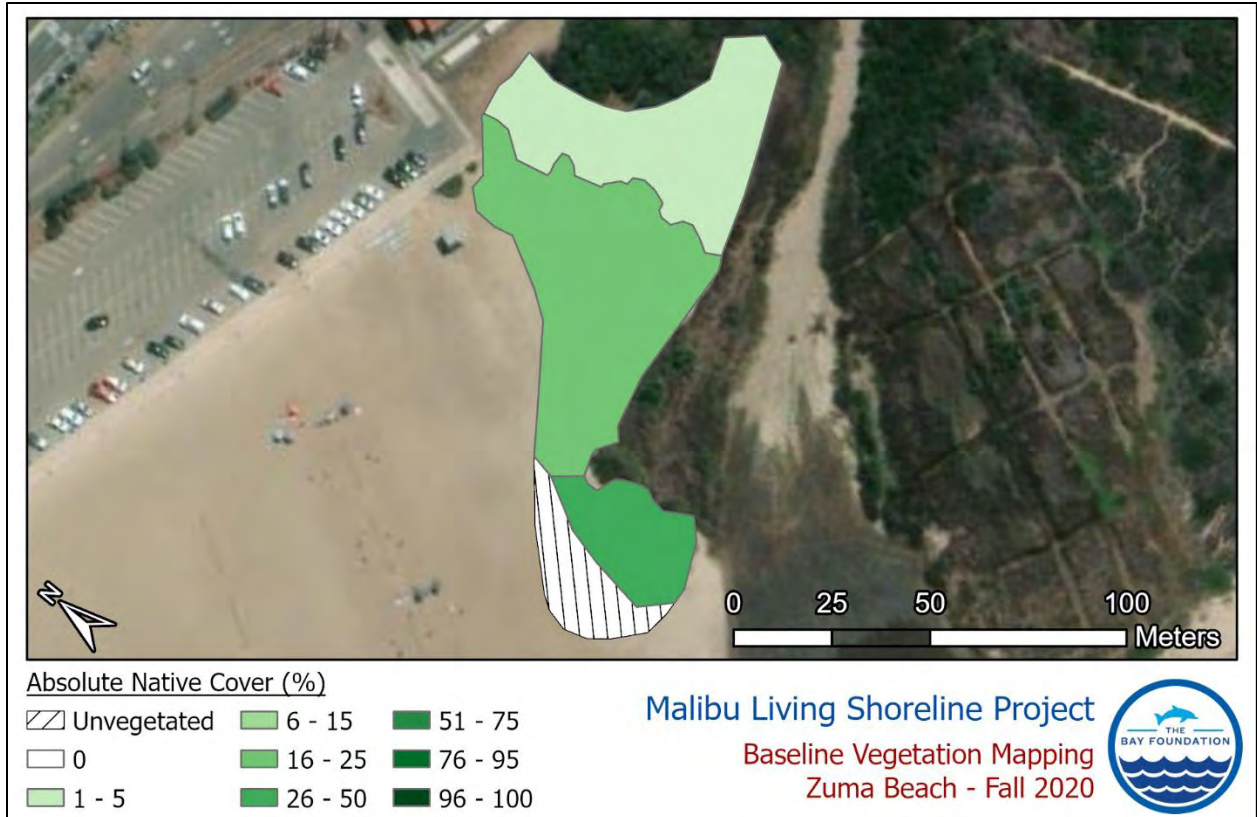 N
0 25 50 100
Meters
Absolute Native Cover (%)
Unvegetated
0
1 - 5
6 - 15
16 - 25
26 - 50
51 - 75
76 - 95
96 - 100
Malibu Living Shoreline Project
Baseline Vegetation Mapping
Zuma Beach - Fall 2020
THE
BAY FOUNDATION